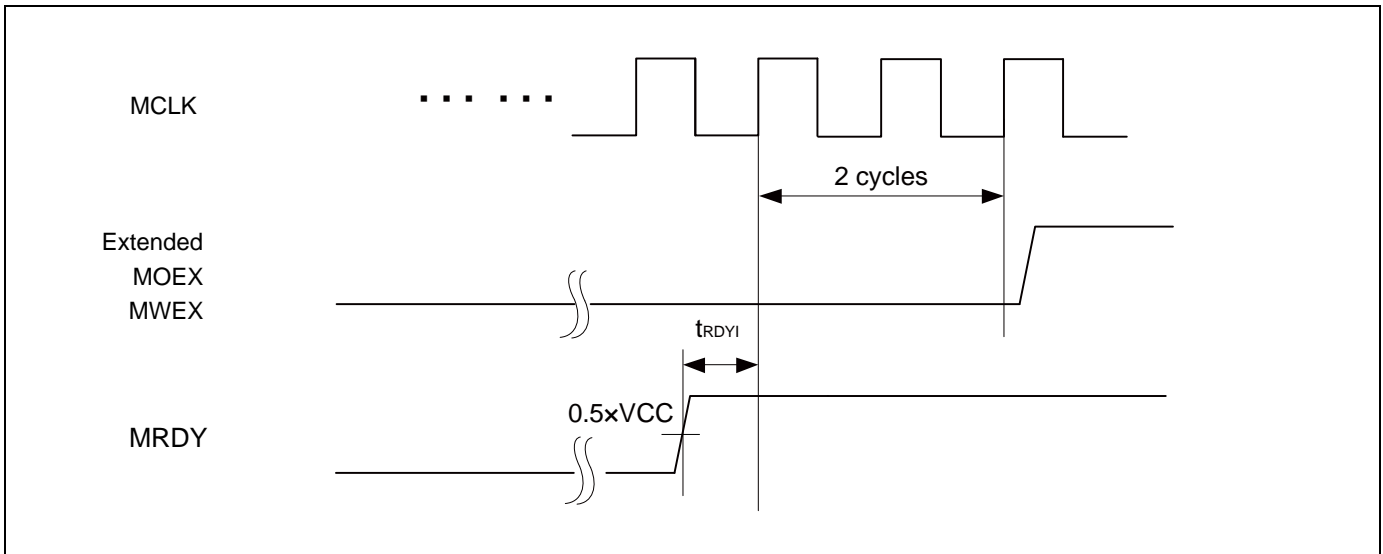 MCLK
... ...
2 cycles
Extended
MOEX
MWEX
tRDYI
0.5×VCC
MRDY